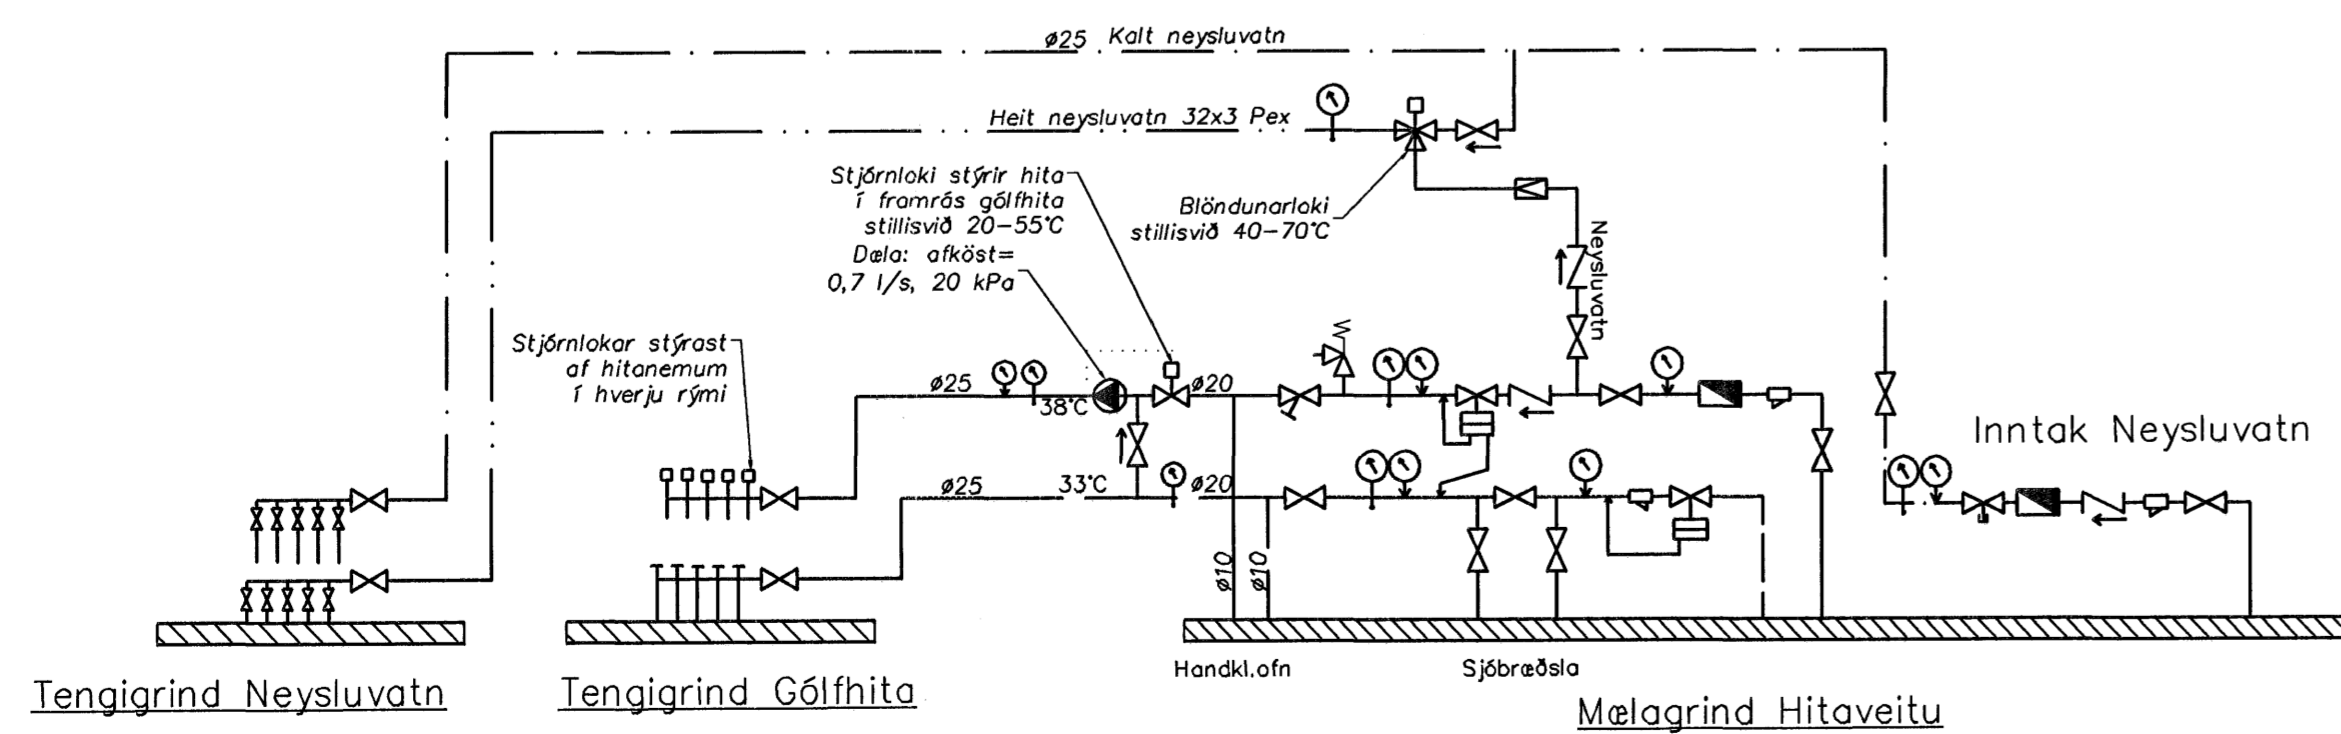 ø25 Kalt neysluvatn
Heit neysluvatn 32x3 Pex
Stjórnloki stýrir hita
í framrás gólfhita
stillisvið 20-55°C
Dæla: afköst=
0,7 l/s, 20 kPa
Blöndunarloki
stillisvið 40-70°C
Neysluvatn
Stjórnlokar stýrast
af hitanemum
í hverju rými
ø25
38°C
ø20
Inntak Neysluvatn
ø25
33°C
ø20
ø10
ø10
Handkl.ofn
Sjóbræðsla
Tengigrind Neysluvatn
Tengigrind Gólfhita
Mælagrind Hitaveitu